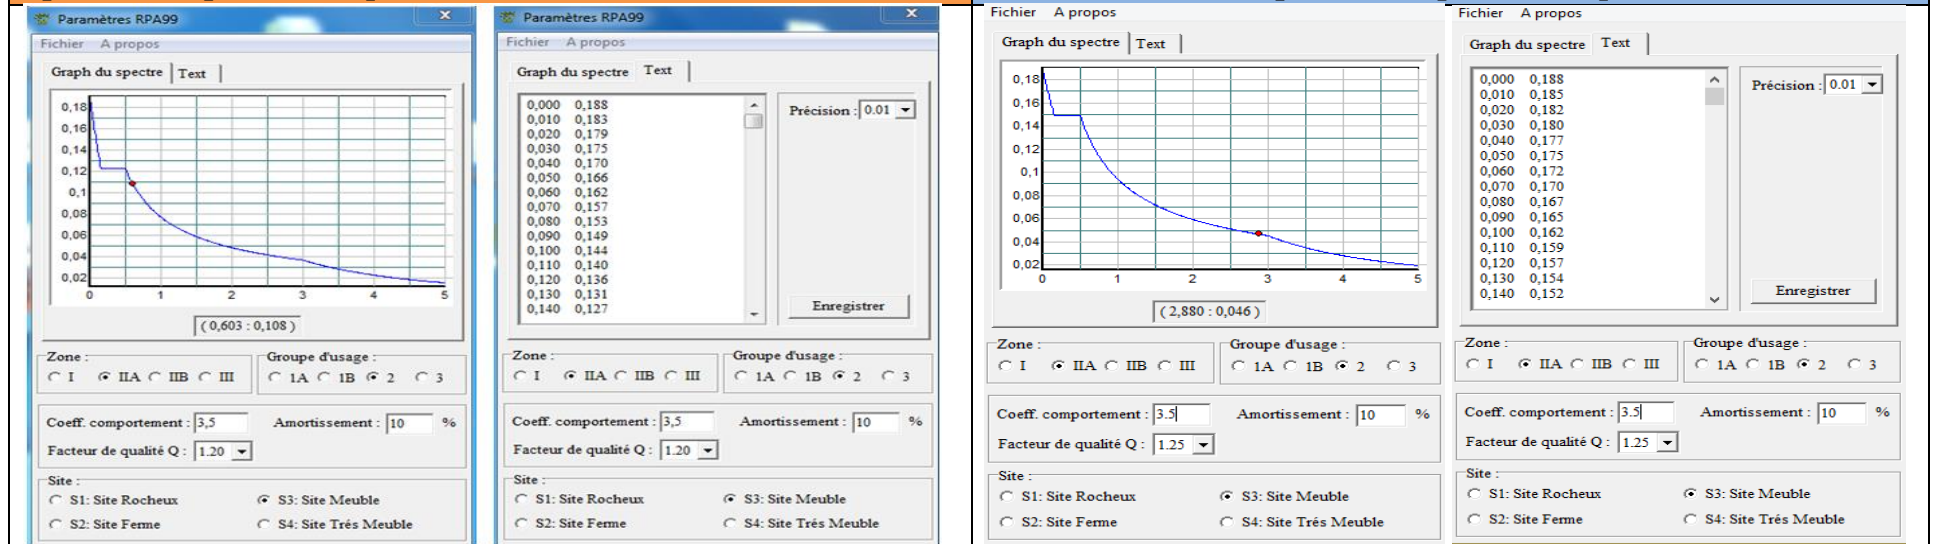 Paramètres RPA99
Fichier A propos
Graph du spectre Text
0,18
0,16
0,14
0,12
0,1
0,08
0,06
0,04
0,02
0 1 2 3 4 5
( 0,603 : 0,108 )
Zone :
I IIA IIB III
Groupe d'usage :
1A 1B 2 3
Coeff. comportement : 3,5 Amortissement : 10 %
Facteur de qualité Q : 1.20
Site :
S1: Site Rocheux S3: Site Meuble
S2: Site Ferme S4: Site Trés Meuble
Paramètres RPA99
Fichier A propos
Graph du spectre Text
0,000 0,188
0,010 0,183
0,020 0,179
0,030 0,175
0,040 0,170
0,050 0,166
0,060 0,162
0,070 0,157
0,080 0,153
0,090 0,149
0,100 0,144
0,110 0,140
0,120 0,136
0,130 0,131
0,140 0,127
Précision : 0.01
Enregistrer
Zone :
I IIA IIB III
Groupe d'usage :
1A 1B 2 3
Coeff. comportement : 3,5 Amortissement : 10 %
Facteur de qualité Q : 1.20
Site :
S1: Site Rocheux S3: Site Meuble
S2: Site Ferme S4: Site Trés Meuble
Fichier A propos
Graph du spectre Text
0,18
0,16
0,14
0,12
0,1
0,08
0,06
0,04
0,02
0 1 2 3 4 5
( 2,880 : 0,046 )
Zone :
I IIA IIB III
Groupe d'usage :
1A 1B 2 3
Coeff. comportement : 3.5 Amortissement : 10 %
Facteur de qualité Q : 1.25
Site :
S1: Site Rocheux S3: Site Meuble
S2: Site Ferme S4: Site Trés Meuble
Fichier A propos
Graph du spectre Text
0,000 0,188
0,010 0,185
0,020 0,182
0,030 0,180
0,040 0,177
0,050 0,175
0,060 0,172
0,070 0,170
0,080 0,167
0,090 0,165
0,100 0,162
0,110 0,159
0,120 0,157
0,130 0,154
0,140 0,152
Précision : 0.01
Enregistrer
Zone :
I IIA IIB III
Groupe d'usage :
1A 1B 2 3
Coeff. comportement : 3.5 Amortissement : 10 %
Facteur de qualité Q : 1.25
Site :
S1: Site Rocheux S3: Site Meuble
S2: Site Ferme S4: Site Trés Meuble